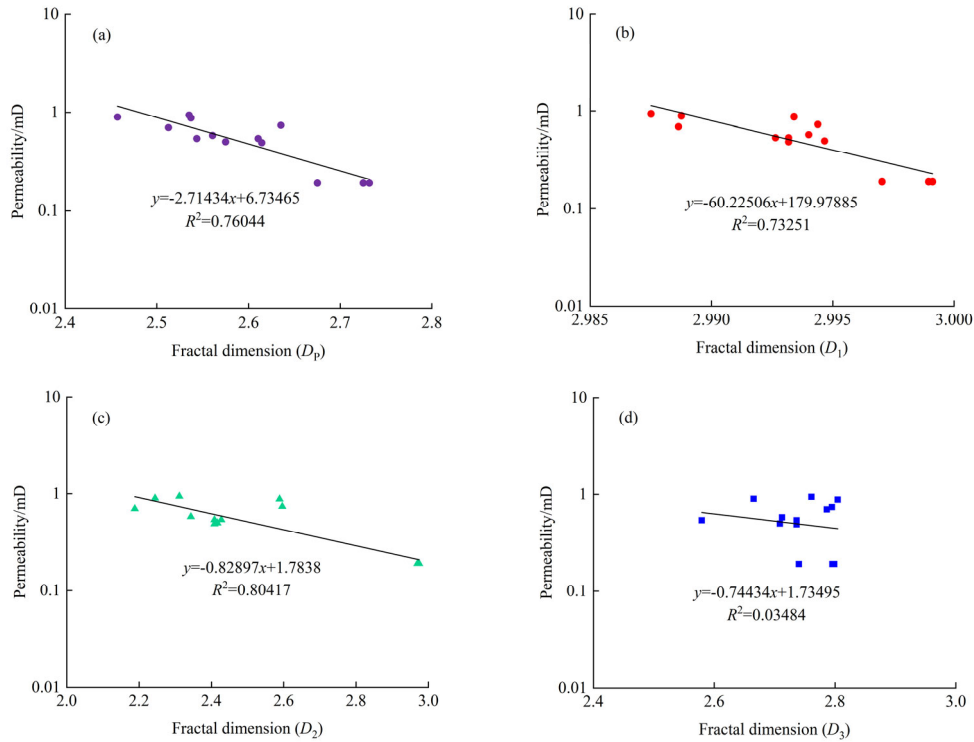 (a)
10
1
0.1
0.01
Permeability/mD
y=-2.71434x+6.73465
R²=0.76044
2.4 2.5 2.6 2.7 2.8
Fractal dimension (D_P)
(b)
10
1
0.1
0.01
Permeability/mD
y=-60.22506x+179.97885
R²=0.73251
2.985 2.990 2.995 3.000
Fractal dimension (D₁)
(c)
10
1
0.1
0.01
Permeability/mD
y=-0.82897x+1.7838
R²=0.80417
2.0 2.2 2.4 2.6 2.8 3.0
Fractal dimension (D₂)
(d)
10
1
0.1
0.01
Permeability/mD
y=-0.74434x+1.73495
R²=0.03484
2.4 2.6 2.8 3.0
Fractal dimension (D₃)